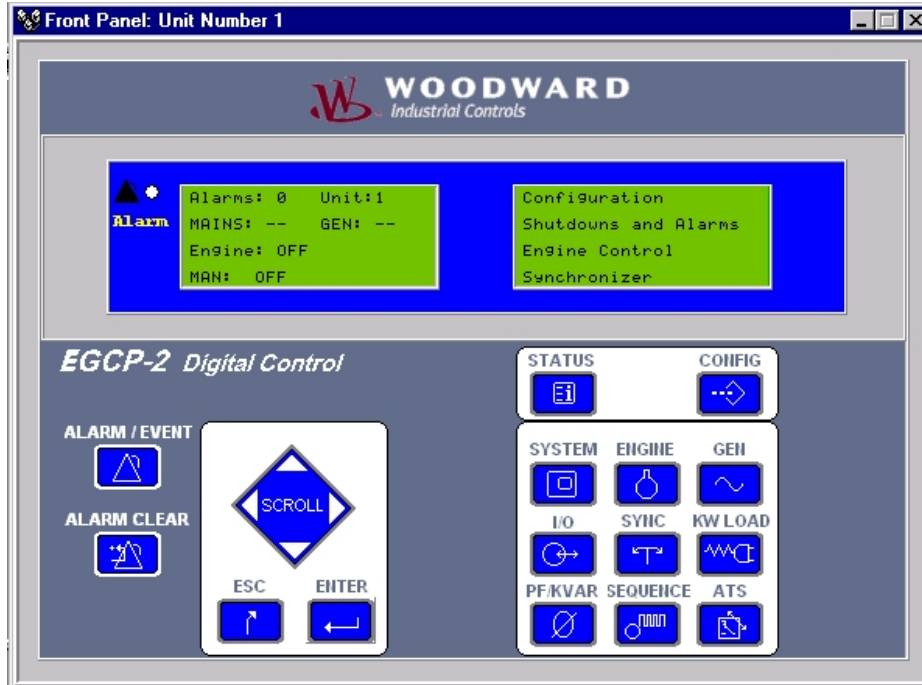 Front Panel: Unit Number 1
WOODWARD
Industrial Controls
Alarm
Alarms: 0 Unit:1
MAINS: -- GEN: --
Engine: OFF
MAN: OFF
Configuration
Shutdowns and Alarms
Engine Control
Synchronizer
EGCP-2 Digital Control
STATUS CONFIG
ALARM / EVENT
ALARM CLEAR
SCROLL
ESC ENTER
SYSTEM ENGINE GEN
I/O SYNC KW LOAD
PF/KVAR SEQUENCE ATS